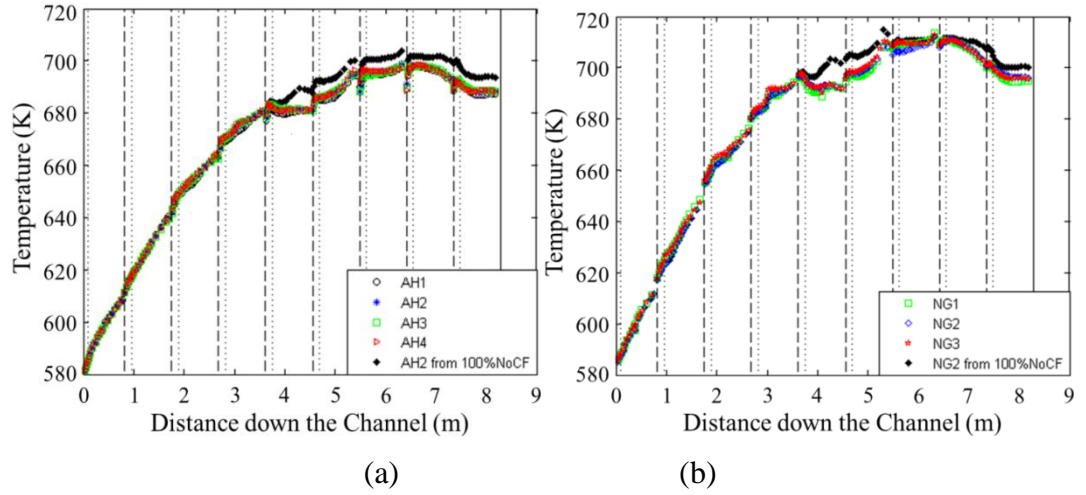 720
700
680
660
640
620
600
580
Temperature (K)
0 1 2 3 4 5 6 7 8 9
Distance down the Channel (m)
AH1
AH2
AH3
AH4
AH2 from 100%NoCF
(a)
720
700
680
660
640
620
600
580
Temperature (K)
0 1 2 3 4 5 6 7 8 9
Distance down the Channel (m)
NG1
NG2
NG3
NG2 from 100%NoCF
(b)